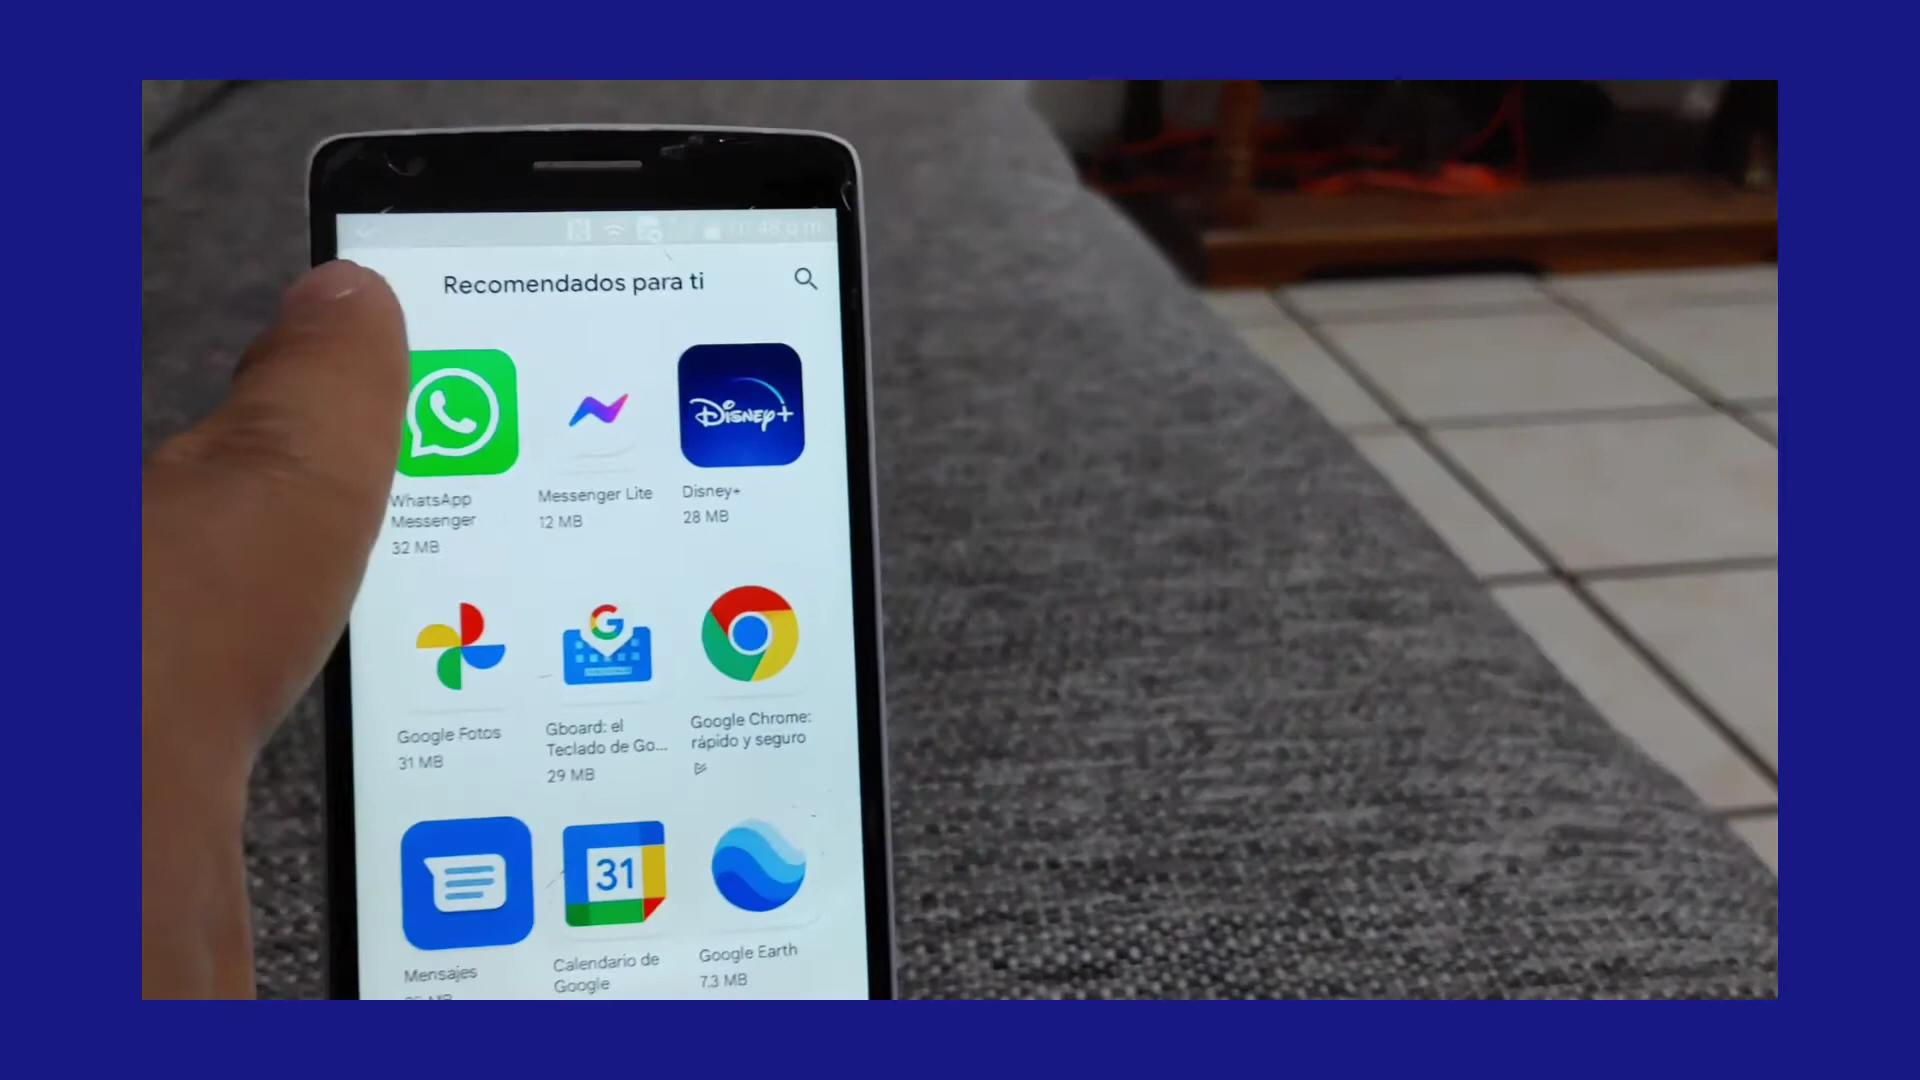 Recomendados para ti
Disney+
WhatsApp
Messenger
32 MB
Messenger Lite
12 MB
Disney+
28 MB
G
Google Fotos
31 MB
Gboard: el
Teclado de Go...
29 MB
Google Chrome:
rápido y seguro
31
Mensajes
Calendario de
Google
Google Earth
7.3 MB